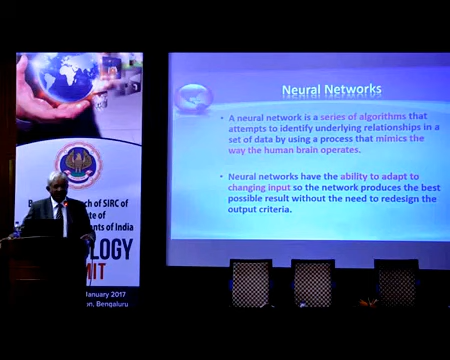 Neural Networks
• A neural network is a series of algorithms that
attempts to identify underlying relationships in a
set of data by using a process that mimics the
way the human brain operates.
• Neural networks have the ability to adapt to
changing input so the network produces the best
possible result without the need to redesign the
output criteria.
ch of SIRC of
te of
nts of India
OLOGY
MIT
January 2017
on, Bengaluru